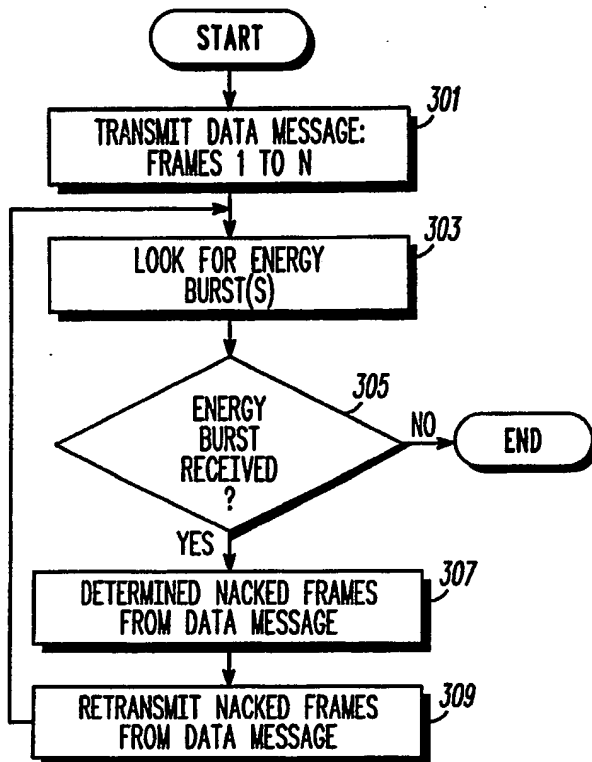 START
301
TRANSMIT DATA MESSAGE:
FRAMES 1 TO N
303
LOOK FOR ENERGY
BURST(S)
305
ENERGY
BURST
RECEIVED
?
NO
END
YES
307
DETERMINED NACKED FRAMES
FROM DATA MESSAGE
309
RETRANSMIT NACKED FRAMES
FROM DATA MESSAGE